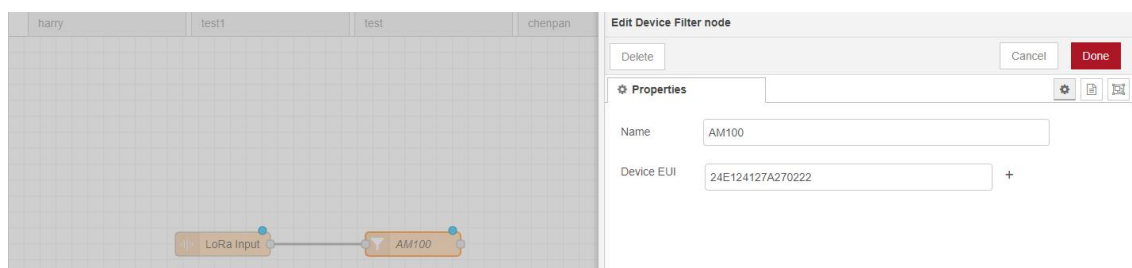 harry
test1
test
chenpan
LoRa Input
AM100
Edit Device Filter node
Delete
Cancel
Done
Properties
Name
AM100
Device EUI
24E124127A270222
+